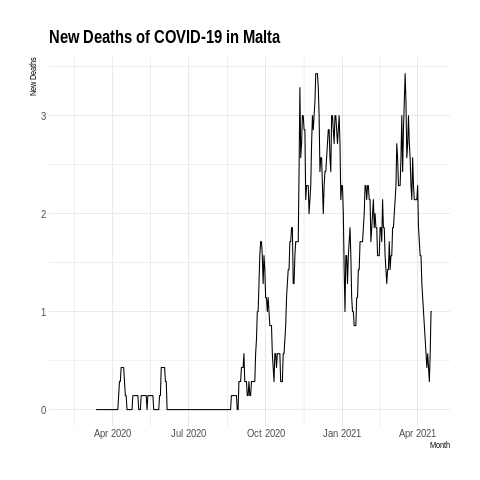 New Deaths of COVID-19 in Malta
New Deaths
3
2
1
0
Apr 2020 Jul 2020 Oct 2020 Jan 2021 Apr 2021
Month